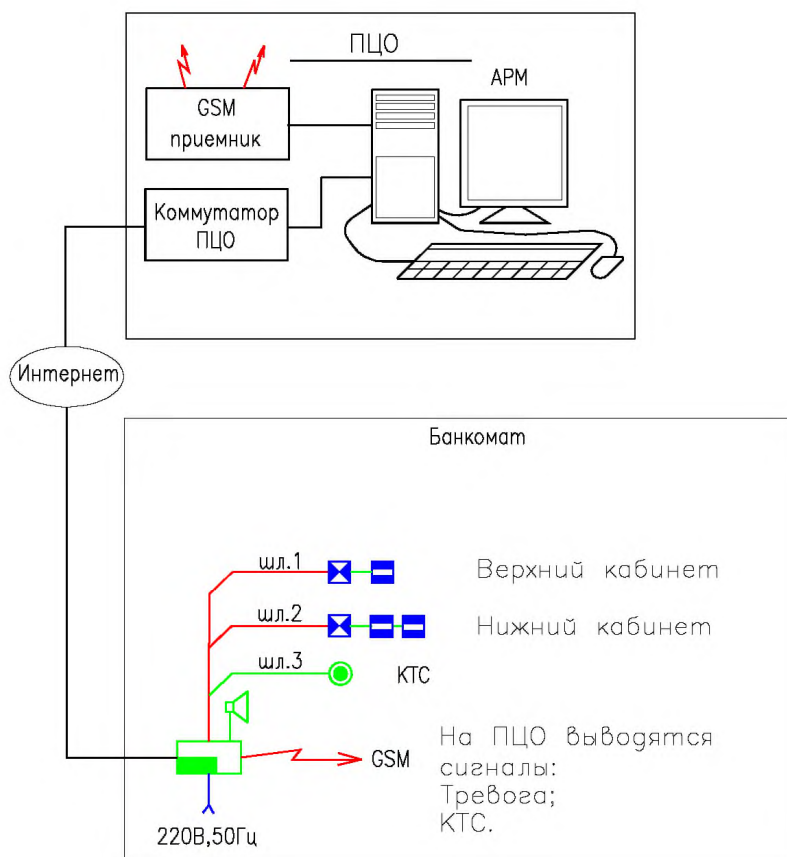 ПЦО
АРМ
GSM
приемник
Коммутатор
ПЦО
Интернет
Банкомат
шл.1
Верхний кабинет
шл.2
Нижний кабинет
шл.3
КТС
GSM
На ПЦО выводятся
сигналы:
Тревога;
КТС.
220В,50Гц